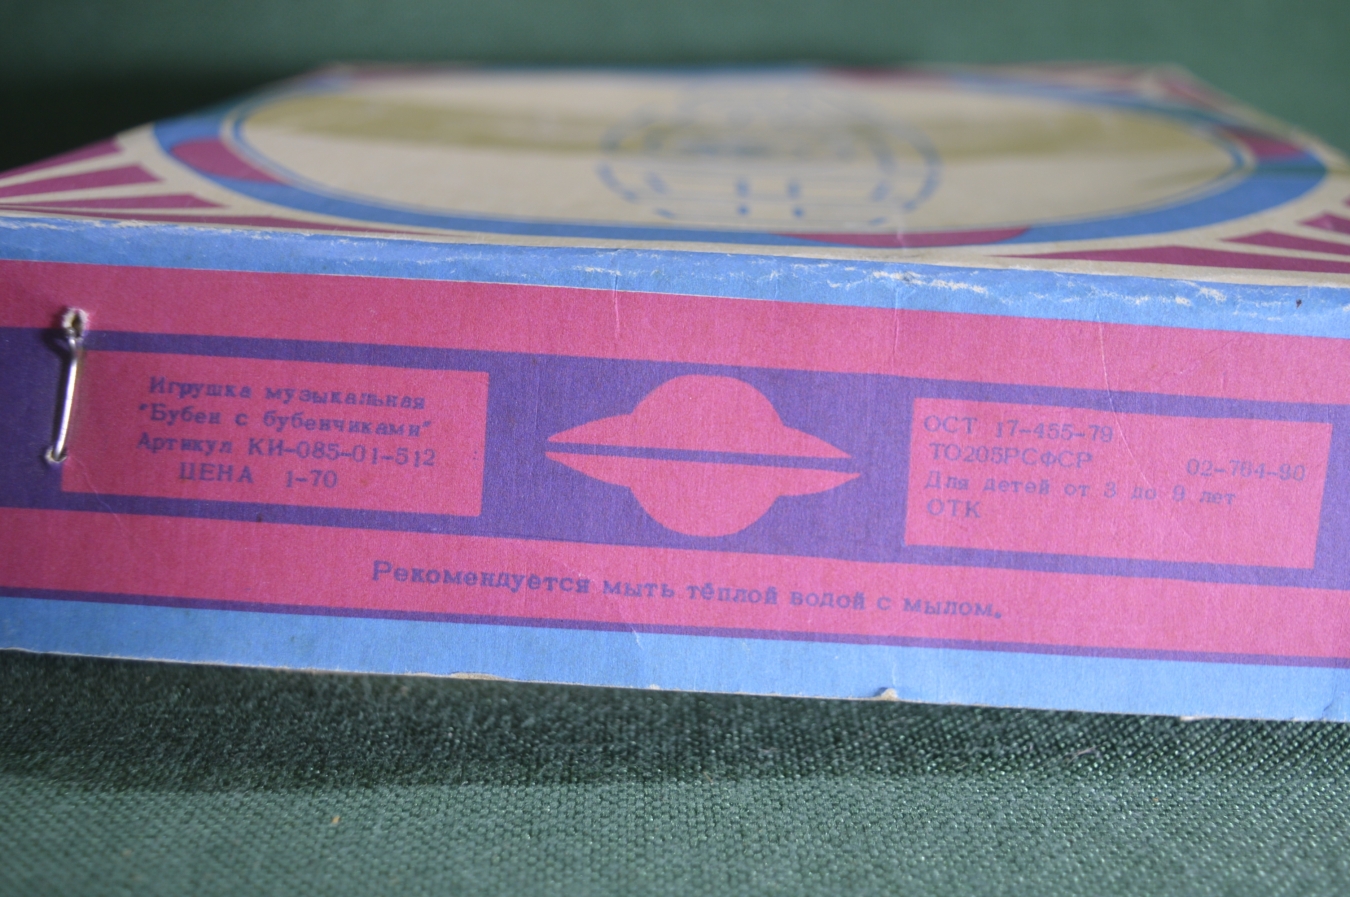 Игрушка музыкальная
"Бубен с бубенчиками"
Артикул КИ-085-01-512
ЦЕНА 1-70
ОСТ 17-455-79
ТО205РСФСР 02-764-80
Для детей от 3 до 9 лет
ОТК
Рекомендуется мыть тёплой водой с мылом.